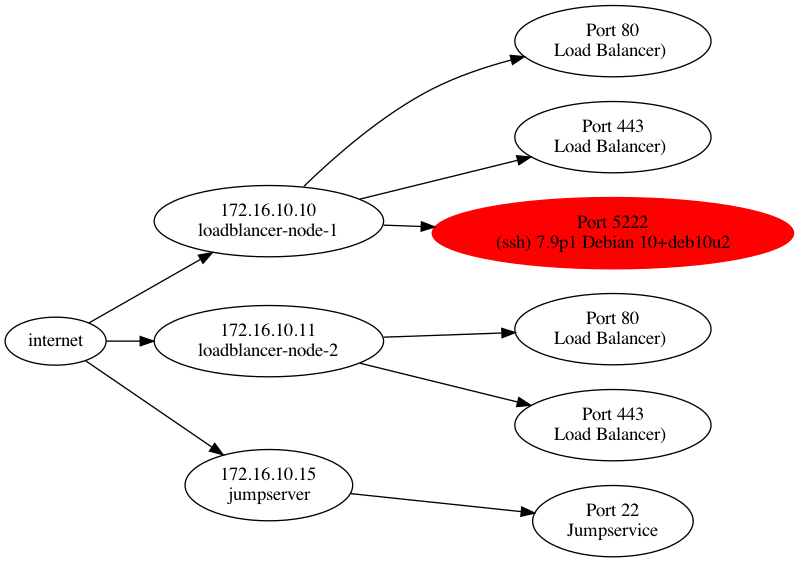 internet
172.16.10.10
loadblancer-node-1
172.16.10.11
loadblancer-node-2
172.16.10.15
jumpserver
Port 80
Load Balancer)
Port 443
Load Balancer)
Port 5222
(ssh) 7.9p1 Debian 10+deb10u2
Port 80
Load Balancer)
Port 443
Load Balancer)
Port 22
Jumpservice